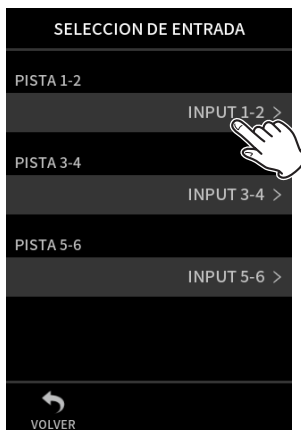 SELECCION DE ENTRADA
PISTA 1-2
INPUT 1-2 >
PISTA 3-4
INPUT 3-4 >
PISTA 5-6
INPUT 5-6 >
VOLVER